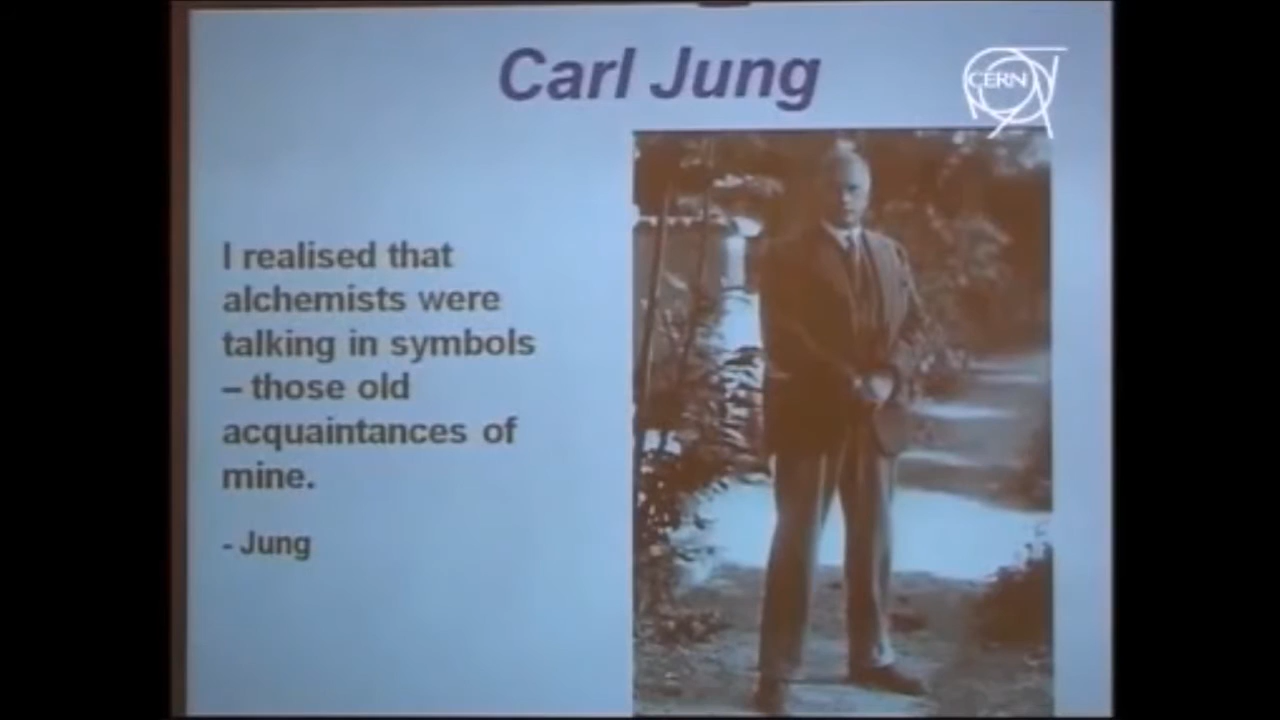 Carl Jung
CERN
I realised that
alchemists were
talking in symbols
– those old
acquaintances of
mine.
- Jung